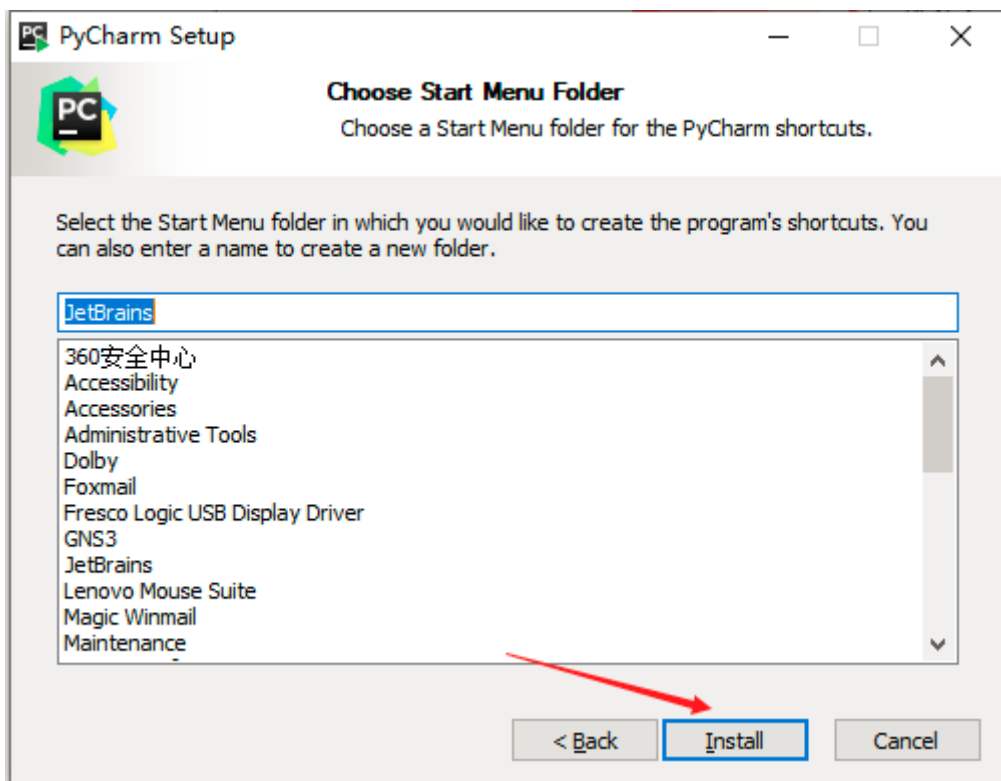 PyCharm Setup
PC
Choose Start Menu Folder
Choose a Start Menu folder for the PyCharm shortcuts.
Select the Start Menu folder in which you would like to create the program's shortcuts. You
can also enter a name to create a new folder.
JetBrains
360安全中心
Accessibility
Accessories
Administrative Tools
Dolby
Foxmail
Fresco Logic USB Display Driver
GNS3
JetBrains
Lenovo Mouse Suite
Magic Winmail
Maintenance
< Back
Install
Cancel